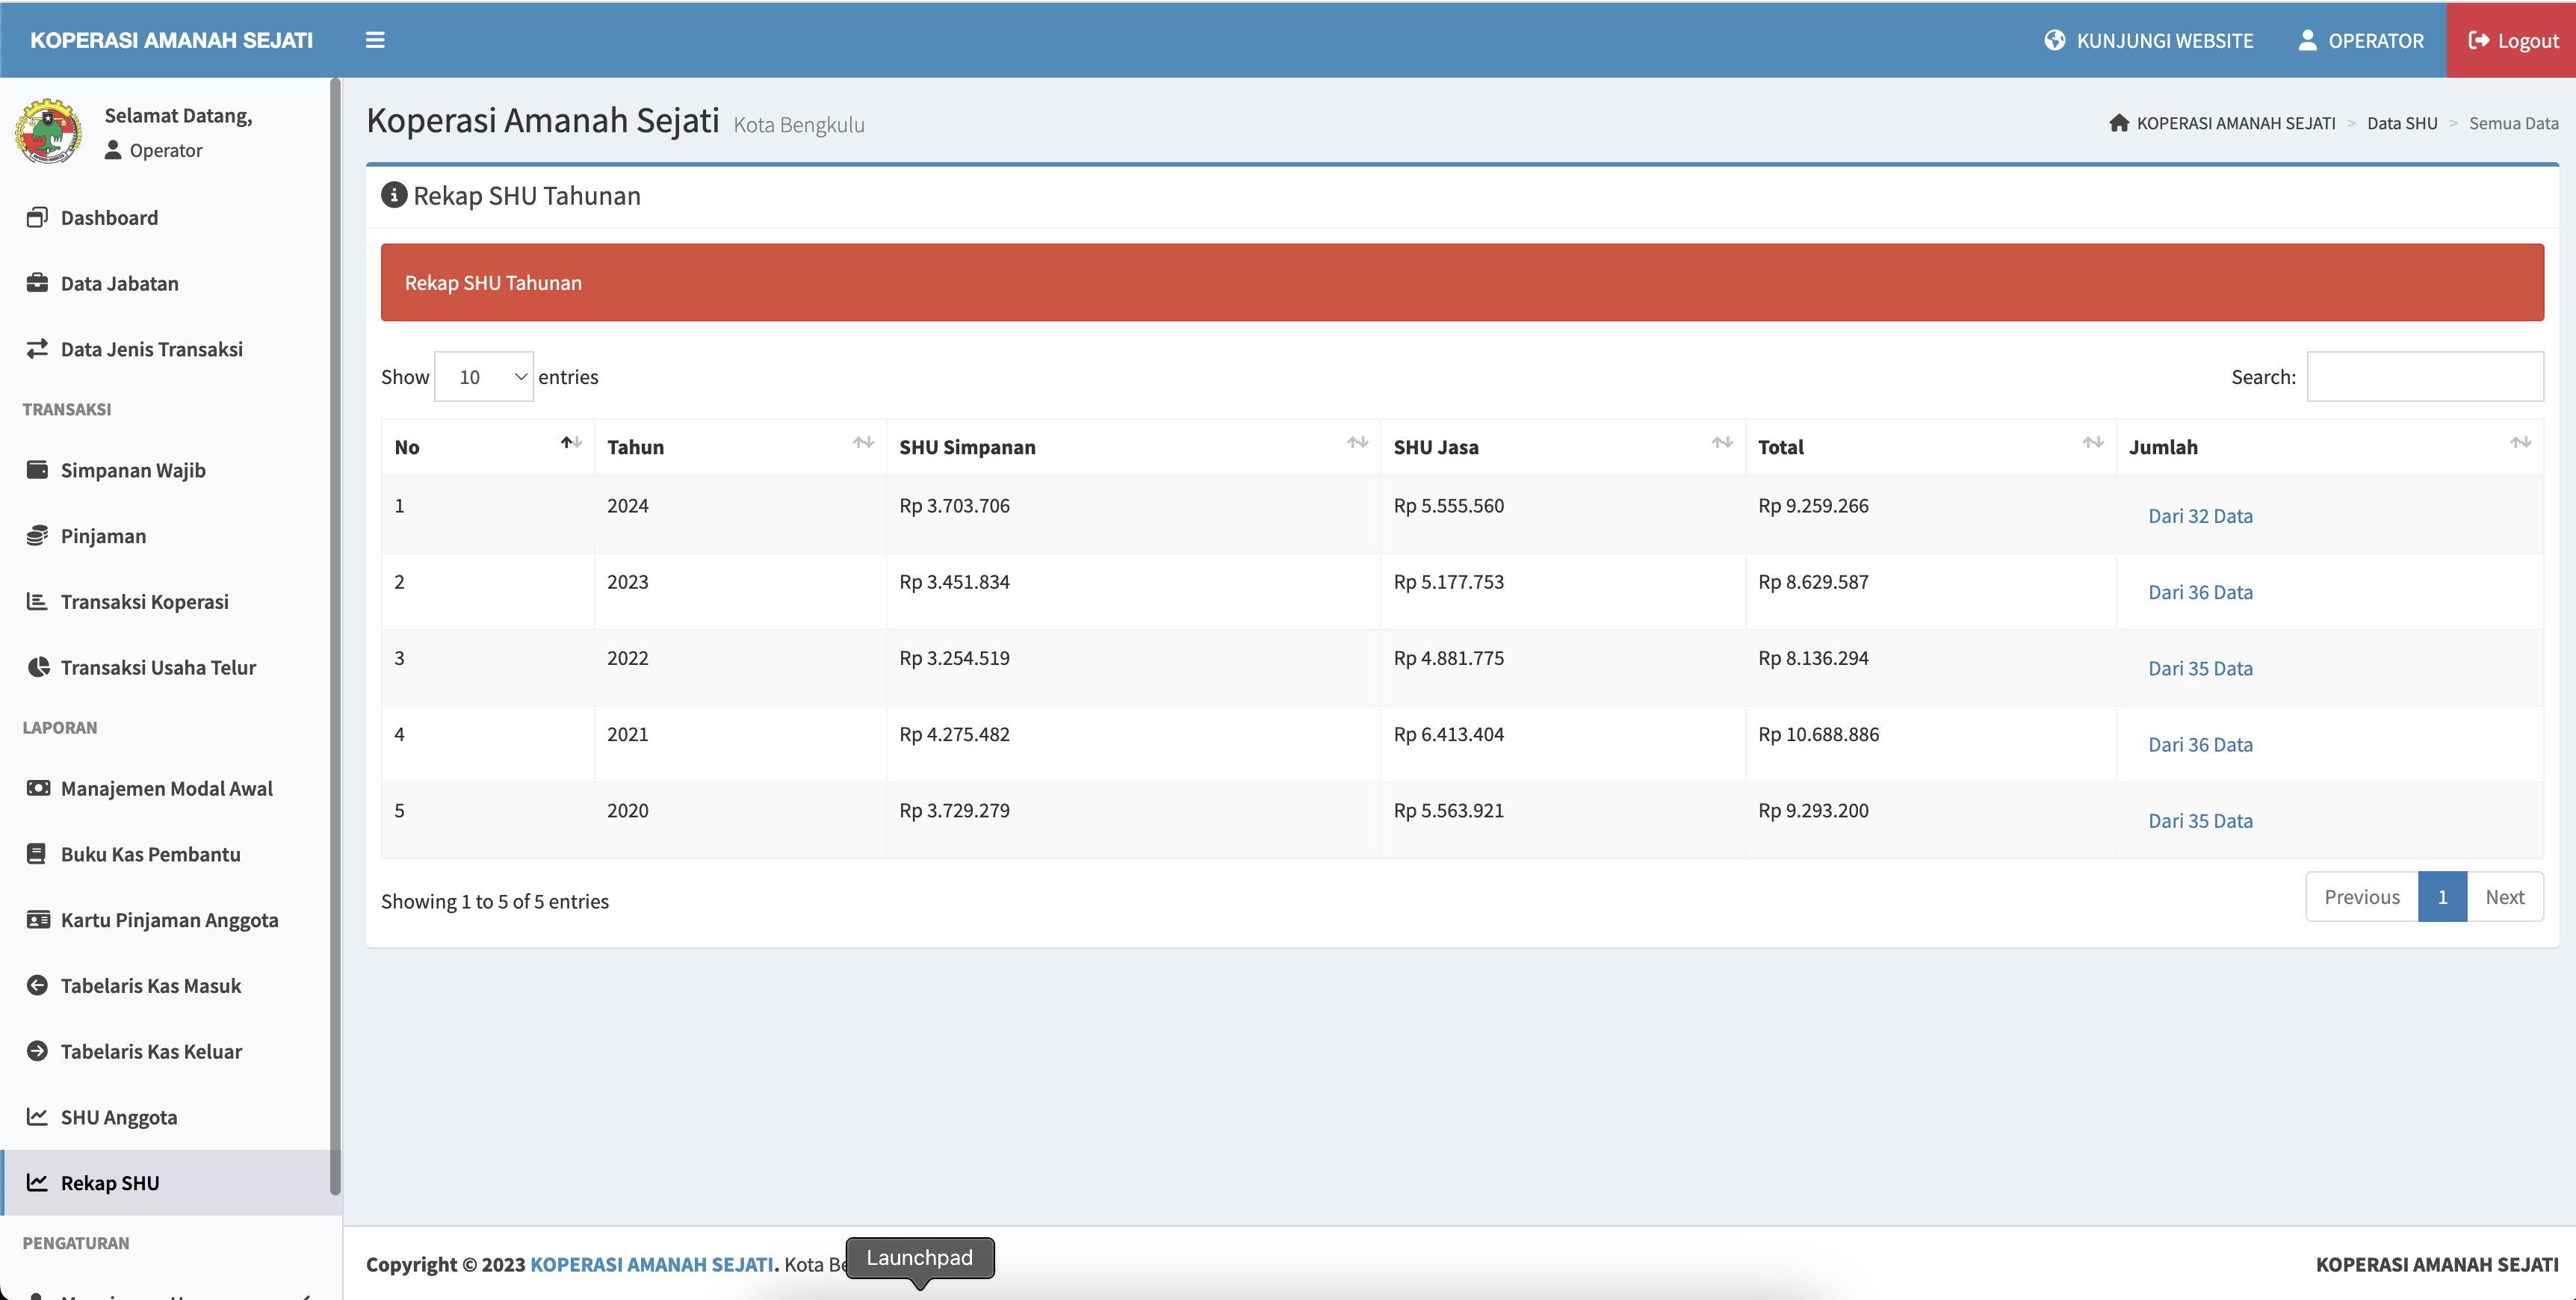 KOPERASI AMANAH SEJATI
KUNJUNGI WEBSITE
OPERATOR
Logout
Selamat Datang,
Operator
Dashboard
Data Jabatan
Data Jenis Transaksi
TRANSAKSI
Simpanan Wajib
Pinjaman
Transaksi Koperasi
Transaksi Usaha Telur
LAPORAN
Manajemen Modal Awal
Buku Kas Pembantu
Kartu Pinjaman Anggota
Tabelaris Kas Masuk
Tabelaris Kas Keluar
SHU Anggota
Rekap SHU
PENGATURAN
Koperasi Amanah Sejati Kota Bengkulu
KOPERASI AMANAH SEJATI > Data SHU > Semua Data
Rekap SHU Tahunan
Rekap SHU Tahunan
Show 10 entries
Search:
No Tahun SHU Simpanan SHU Jasa Total Jumlah
1 2024 Rp 3.703.706 Rp 5.555.560 Rp 9.259.266 Dari 32 Data
2 2023 Rp 3.451.834 Rp 5.177.753 Rp 8.629.587 Dari 36 Data
3 2022 Rp 3.254.519 Rp 4.881.775 Rp 8.136.294 Dari 35 Data
4 2021 Rp 4.275.482 Rp 6.413.404 Rp 10.688.886 Dari 36 Data
5 2020 Rp 3.729.279 Rp 5.563.921 Rp 9.293.200 Dari 35 Data
Showing 1 to 5 of 5 entries
Previous 1 Next
Copyright © 2023 KOPERASI AMANAH SEJATI. Kota
Launchpad
KOPERASI AMANAH SEJATI